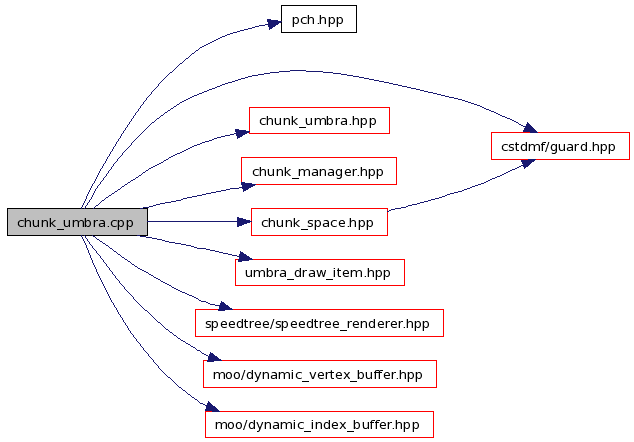 pch.hpp
chunk_umbra.hpp
cstdmf/guard.hpp
chunk_manager.hpp
chunk_umbra.cpp
chunk_space.hpp
umbra_draw_item.hpp
speedtree/speedtree_renderer.hpp
moo/dynamic_vertex_buffer.hpp
moo/dynamic_index_buffer.hpp